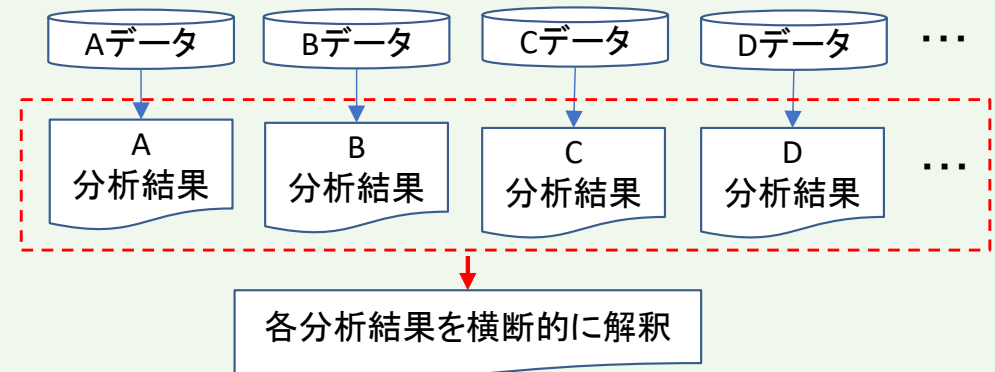 Aデータ
Bデータ
Cデータ
Dデータ
・・・
A
分析結果
B
分析結果
C
分析結果
D
分析結果
・・・
各分析結果を横断的に解釈